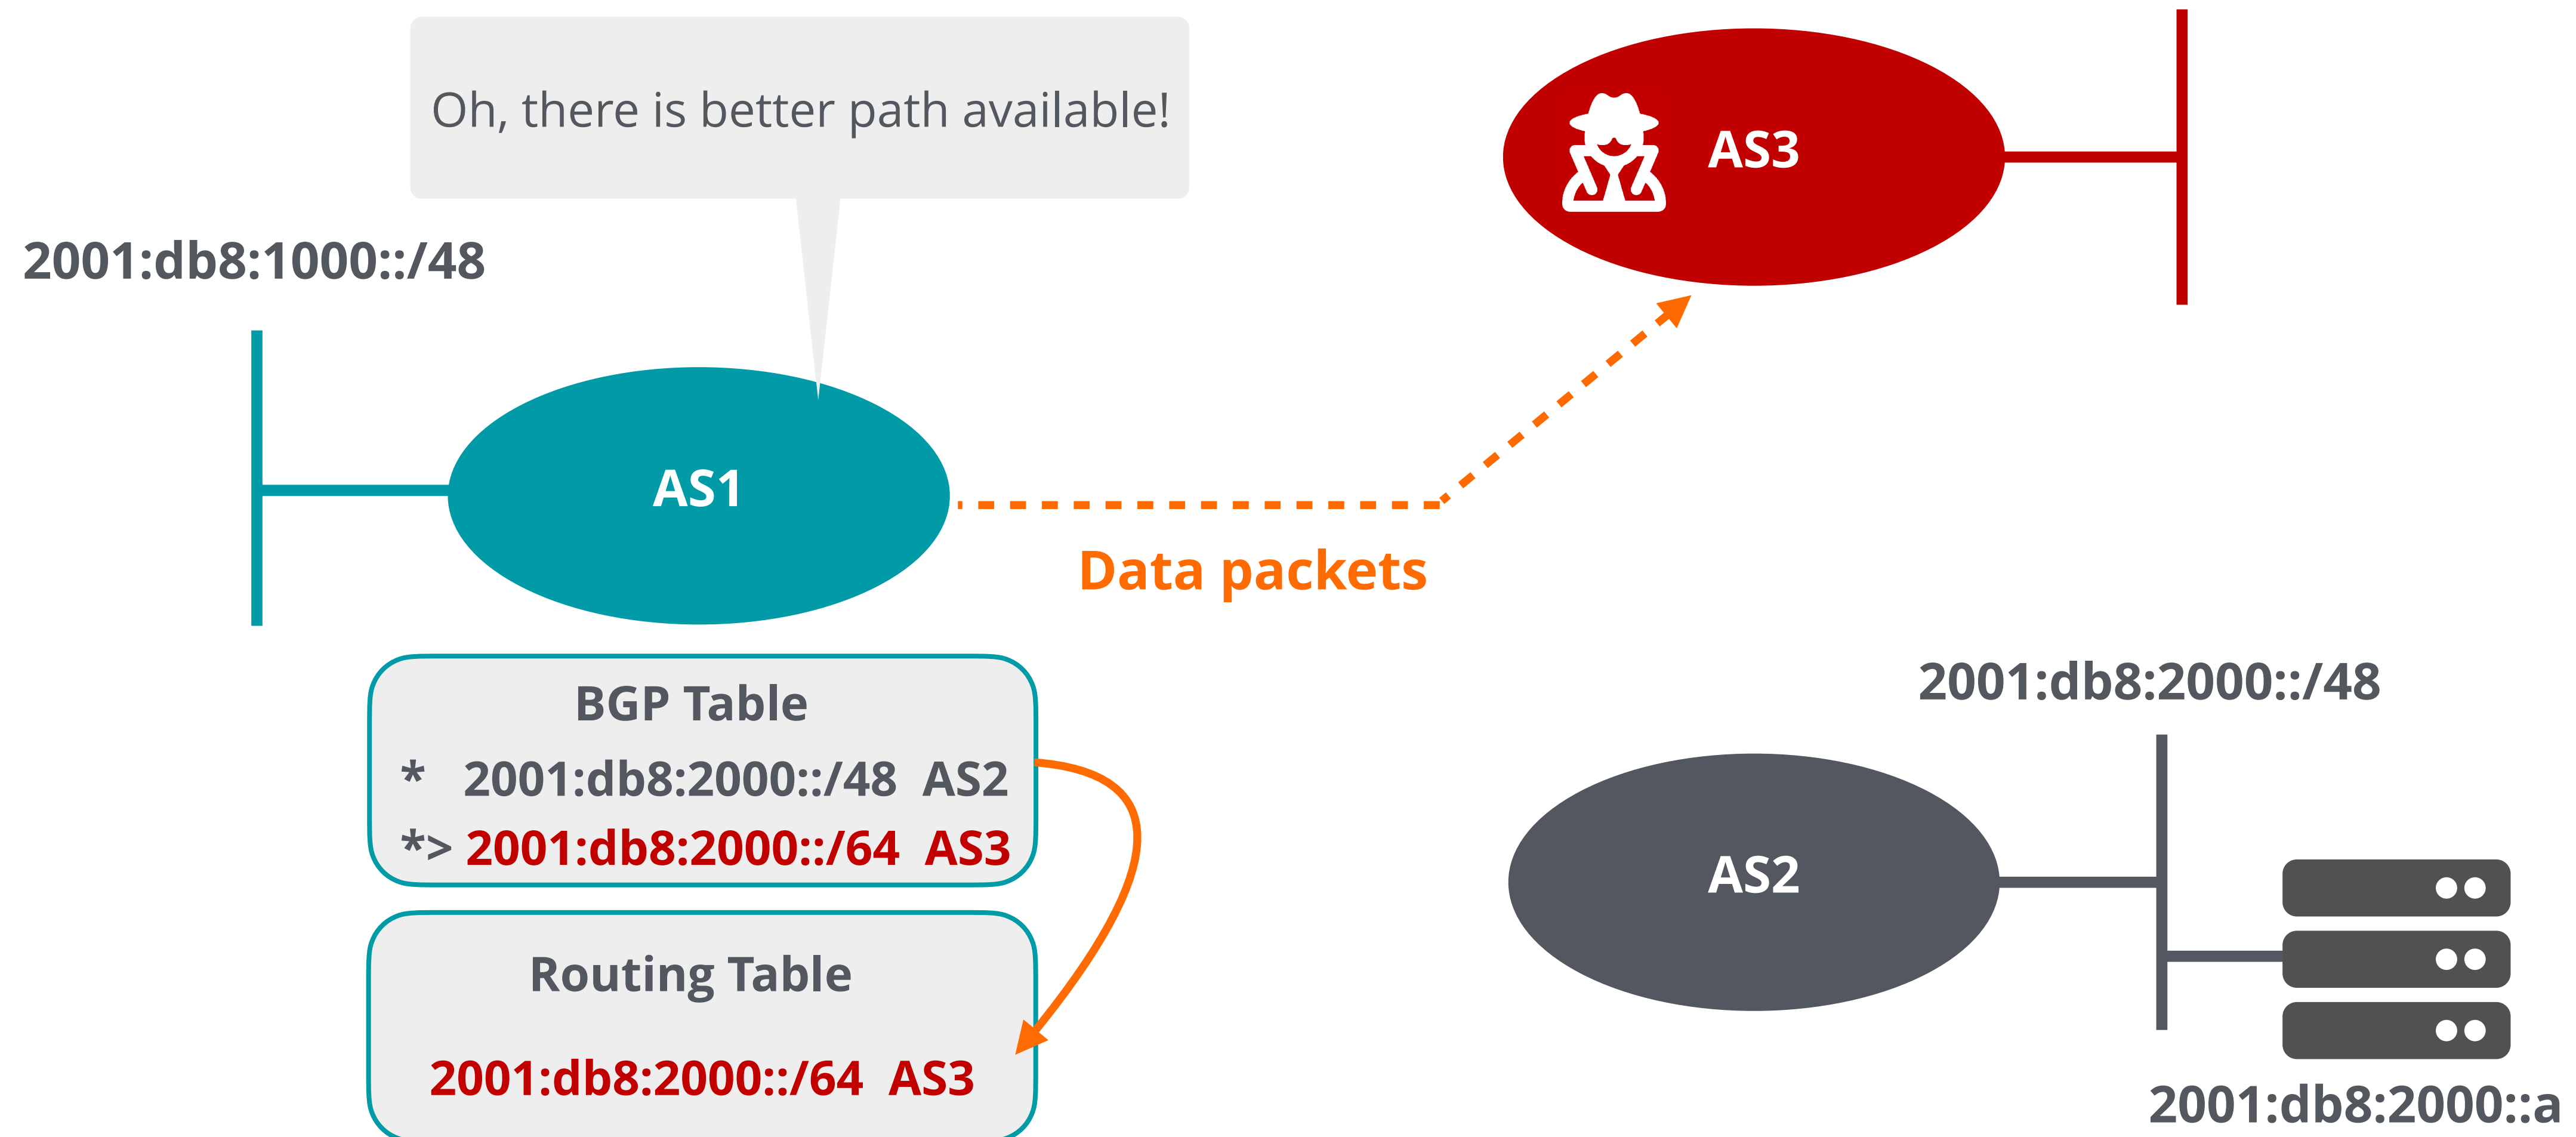 Oh, there is better path available!
AS3
2001:db8:1000::/48
AS1
Data packets
BGP Table
* 2001:db8:2000::/48 AS2
*> 2001:db8:2000::/64 AS3
Routing Table
2001:db8:2000::/64 AS3
2001:db8:2000::/48
AS2
2001:db8:2000::a